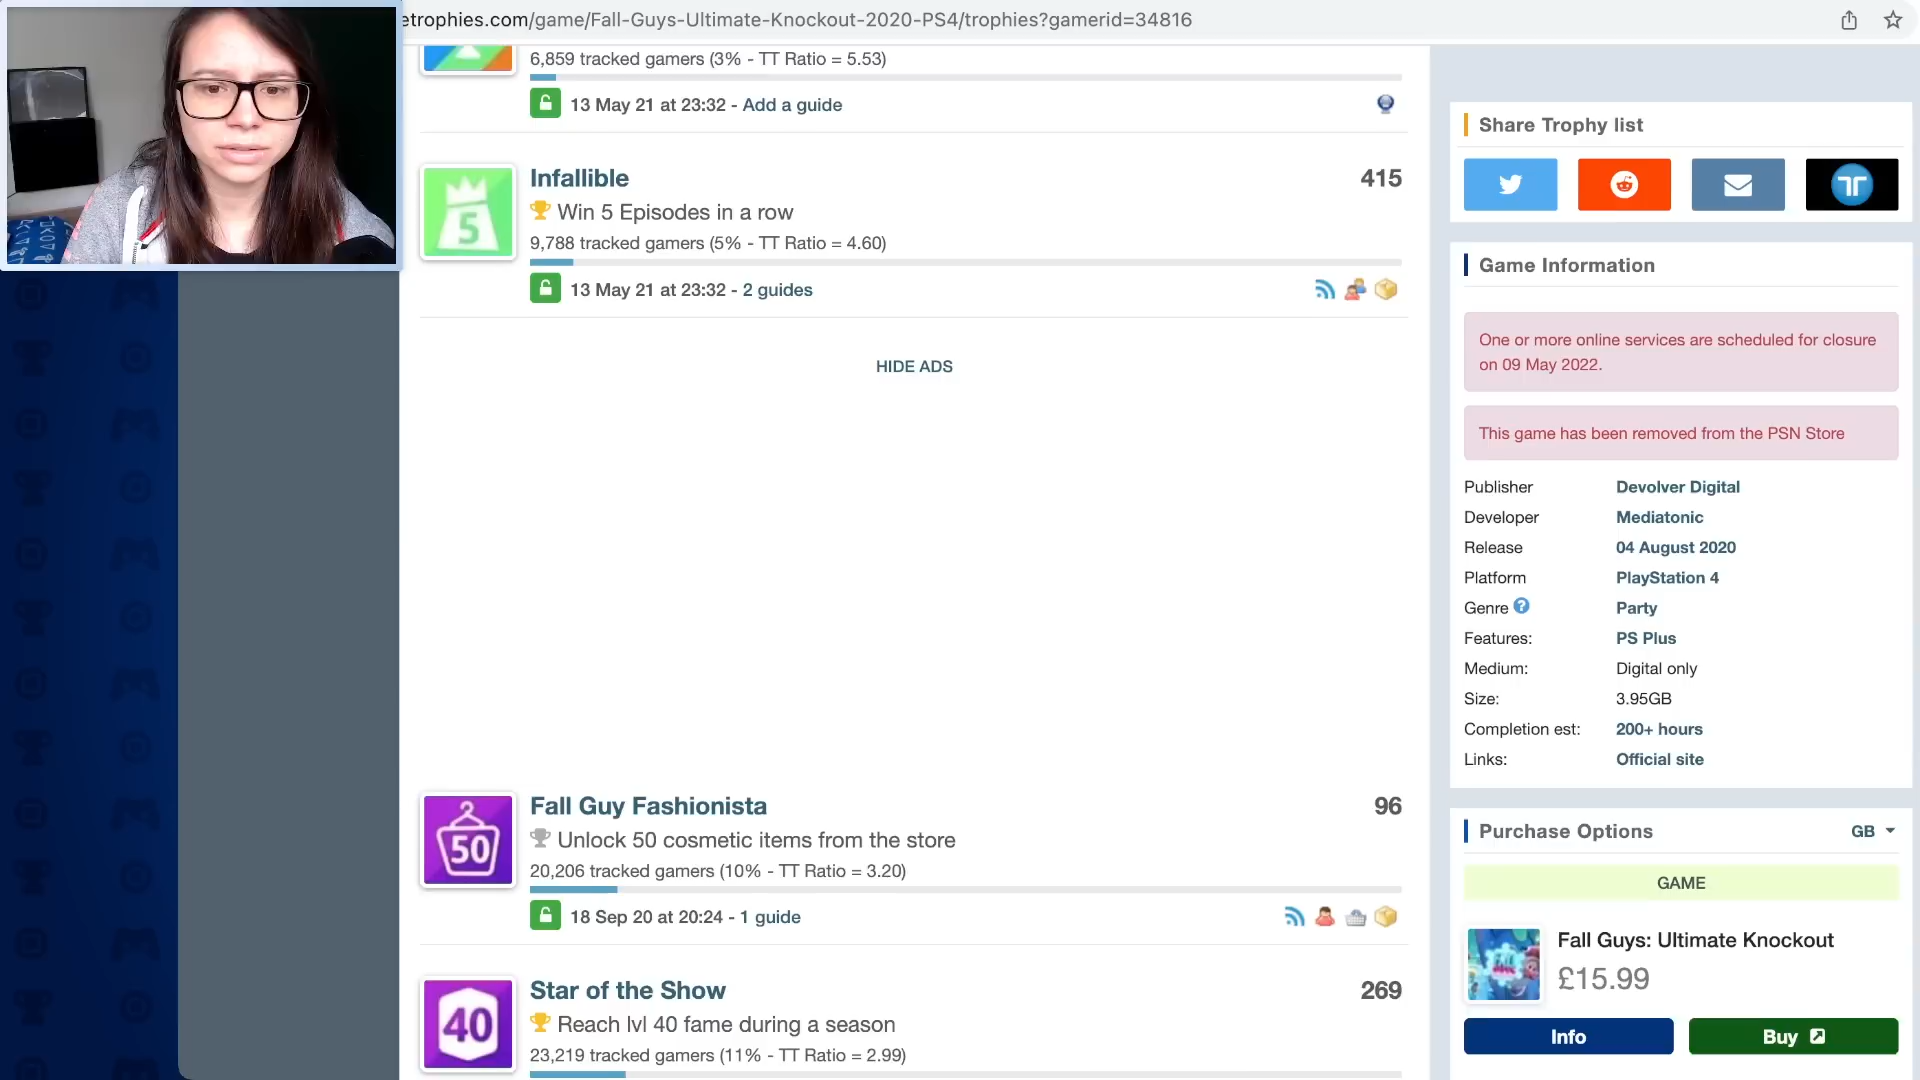 etrophies.com/game/Fall-Guys-Ultimate-Knockout-2020-PS4/trophies?gamerid=34816
6,859 tracked gamers (3% - TT Ratio = 5.53)
13 May 21 at 23:32 - Add a guide
Infallible
415
5
Win 5 Episodes in a row
9,788 tracked gamers (5% - TT Ratio = 4.60)
13 May 21 at 23:32 - 2 guides
HIDE ADS
Fall Guy Fashionista
96
50
Unlock 50 cosmetic items from the store
20,206 tracked gamers (10% - TT Ratio = 3.20)
18 Sep 20 at 20:24 - 1 guide
Star of the Show
269
40
Reach lvl 40 fame during a season
23,219 tracked gamers (11% - TT Ratio = 2.99)
Share Trophy list
Game Information
One or more online services are scheduled for closure
on 09 May 2022.
This game has been removed from the PSN Store
Publisher Devolver Digital
Developer Mediatonic
Release 04 August 2020
Platform PlayStation 4
Genre ? Party
Features: PS Plus
Medium: Digital only
Size: 3.95GB
Completion est: 200+ hours
Links: Official site
Purchase Options
GB
GAME
Fall Guys: Ultimate Knockout
£15.99
Info
Buy